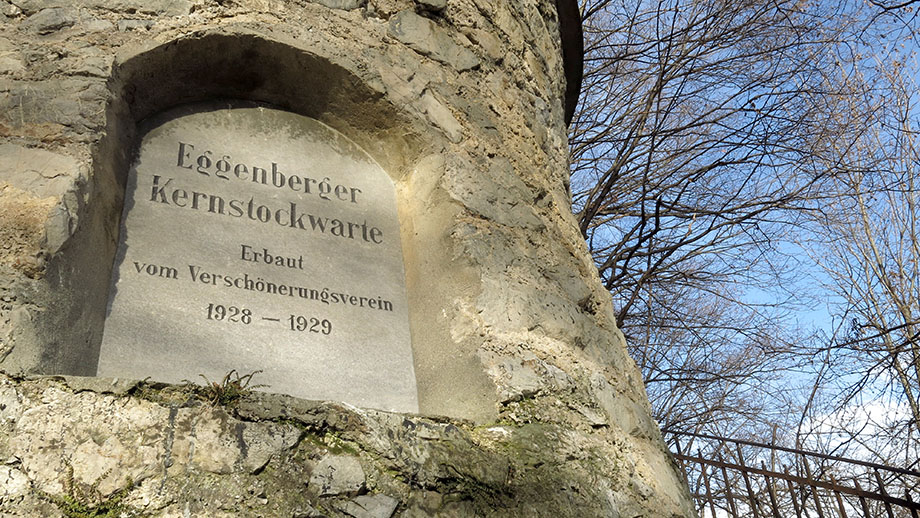 Eggenberger
Kernstockwarte
Erbaut
vom Verschönerungsverein
1928 — 1929